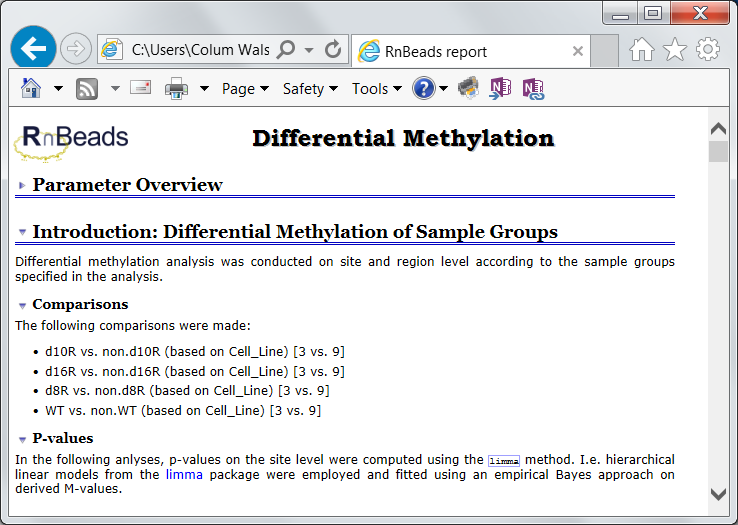 C:\Users\Colum Wals
RnBeads report
Page
Safety
Tools
RnBeads
Differential Methylation
Parameter Overview
Introduction: Differential Methylation of Sample Groups
Differential methylation analysis was conducted on site and region level according to the sample groups
specified in the analysis.
Comparisons
The following comparisons were made:
• d10R vs. non.d10R (based on Cell_Line) [3 vs. 9]
• d16R vs. non.d16R (based on Cell_Line) [3 vs. 9]
• d8R vs. non.d8R (based on Cell_Line) [3 vs. 9]
• WT vs. non.WT (based on Cell_Line) [3 vs. 9]
P-values
In the following anlyses, p-values on the site level were computed using the limma method. I.e. hierarchical
linear models from the limma package were employed and fitted using an empirical Bayes approach on
derived M-values.